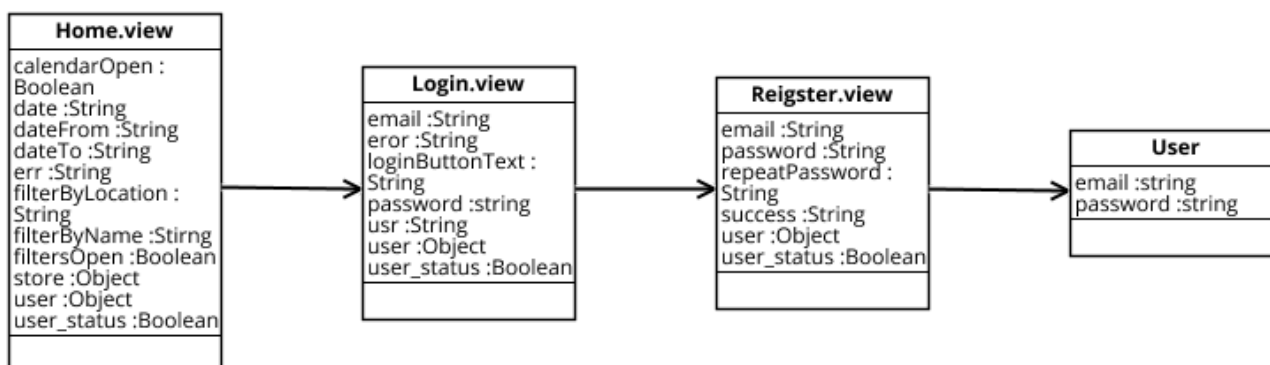 Home.view
calendarOpen :
Boolean
date :String
dateFrom :String
dateTo :String
err :String
filterByLocation :
String
filterByName :Stirng
filtersOpen :Boolean
store :Object
user :Object
user_status :Boolean
Login.view
email :String
eror :String
loginButtonText :
String
password :string
usr :String
user :Object
user_status :Boolean
Reigster.view
email :String
password :String
repeatPassword :
String
success :String
user :Object
user_status :Boolean
User
email :string
password :string